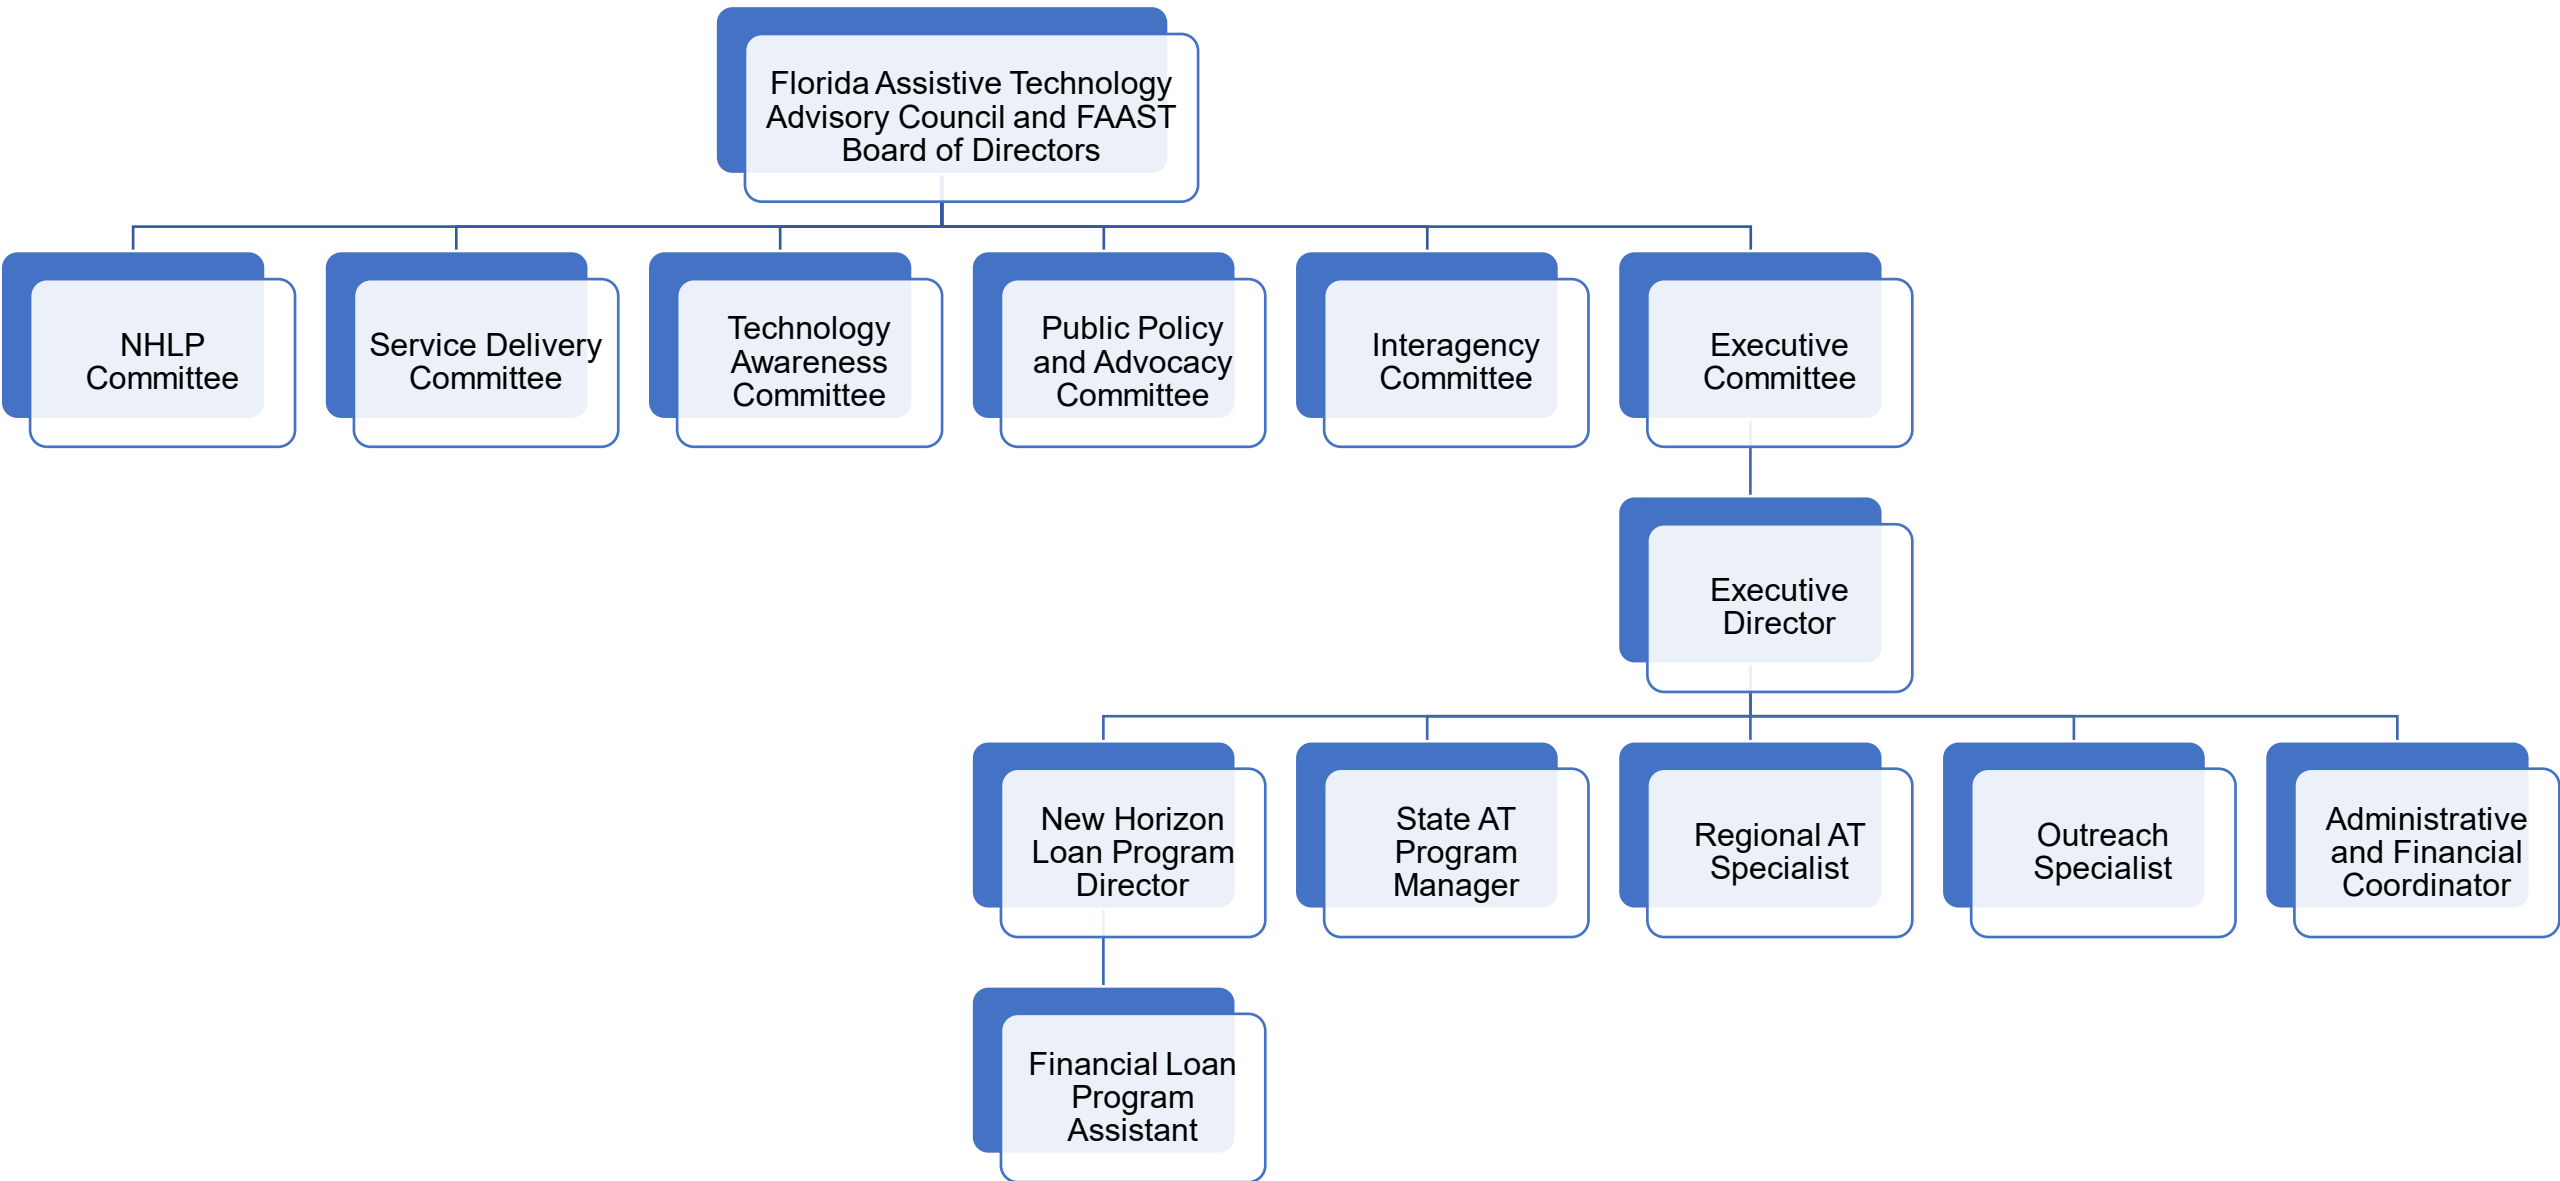 Florida Assistive Technology
Advisory Council and FAAST
Board of Directors
NHLP
Committee
Service Delivery
Committee
Technology
Awareness
Committee
Public Policy
and Advocacy
Committee
Interagency
Committee
Executive
Committee
Executive
Director
New Horizon
Loan Program
Director
State AT
Program
Manager
Regional AT
Specialist
Outreach
Specialist
Administrative
and Financial
Coordinator
Financial Loan
Program
Assistant